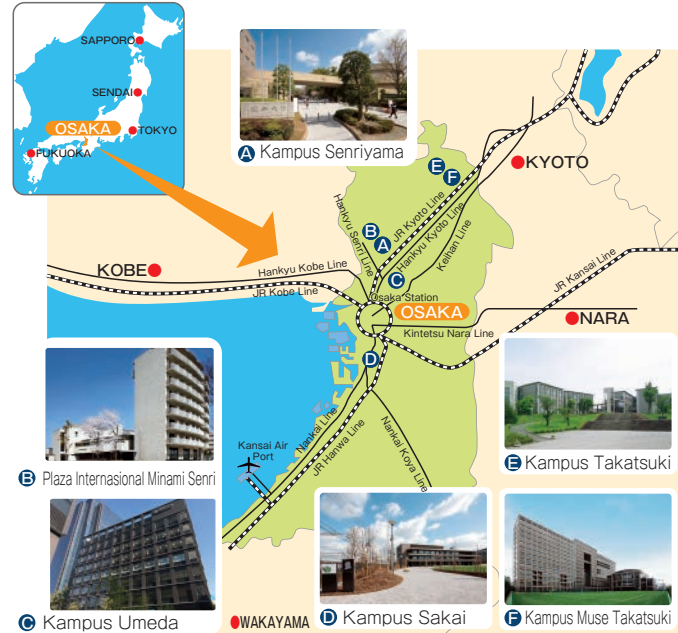 SAPPORO
SENDAI
OSAKA
TOKYO
FUKUOKA
A Kampus Senriyama
E
F
KYOTO
B
A
JR Kyoto Line
Hankyu Kyoto Line
Hankyu Senri Line
Keihan Line
C
KOBE
Hankyu Kobe Line
JR Kobe Line
Osaka Station
OSAKA
JR Kansai Line
NARA
Kintetsu Nara Line
D
Nankai Line
JR Hanwa Line
Nankai Koya Line
Kansai Air
Port
B Plaza Internasional Minami Senri
E Kampus Takatsuki
C Kampus Umeda
WAKAYAMA
D Kampus Sakai
F Kampus Muse Takatsuki